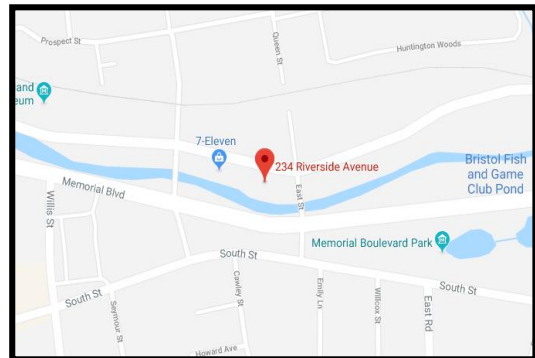 Prospect St
Queen St
Huntington Woods
and
eum
7-Eleven
234 Riverside Avenue
Bristol Fish
and Game
Club Pond
Memorial Blvd
East St
Willis St
Memorial Boulevard Park
South St
South St
South St
Seymour St
Cawley St
Emily Ln
Willcox St
East Rd
Howard Ave